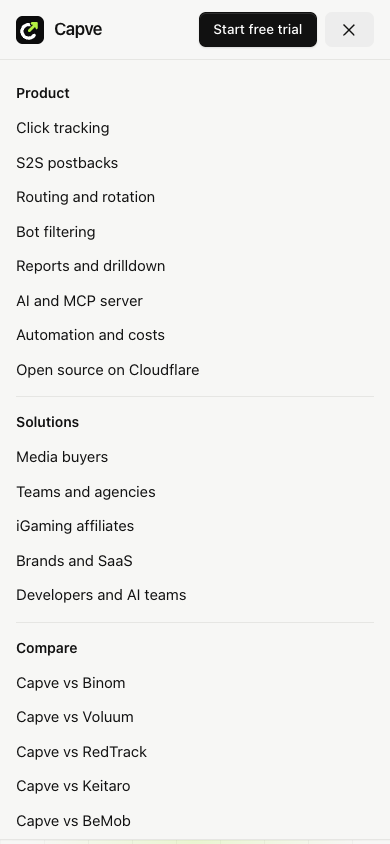 Capve
Start free trial
Product
Click tracking
S2S postbacks
Routing and rotation
Bot filtering
Reports and drilldown
AI and MCP server
Automation and costs
Open source on Cloudflare
Solutions
Media buyers
Teams and agencies
iGaming affiliates
Brands and SaaS
Developers and AI teams
Compare
Capve vs Binom
Capve vs Voluum
Capve vs RedTrack
Capve vs Keitaro
Capve vs BeMob